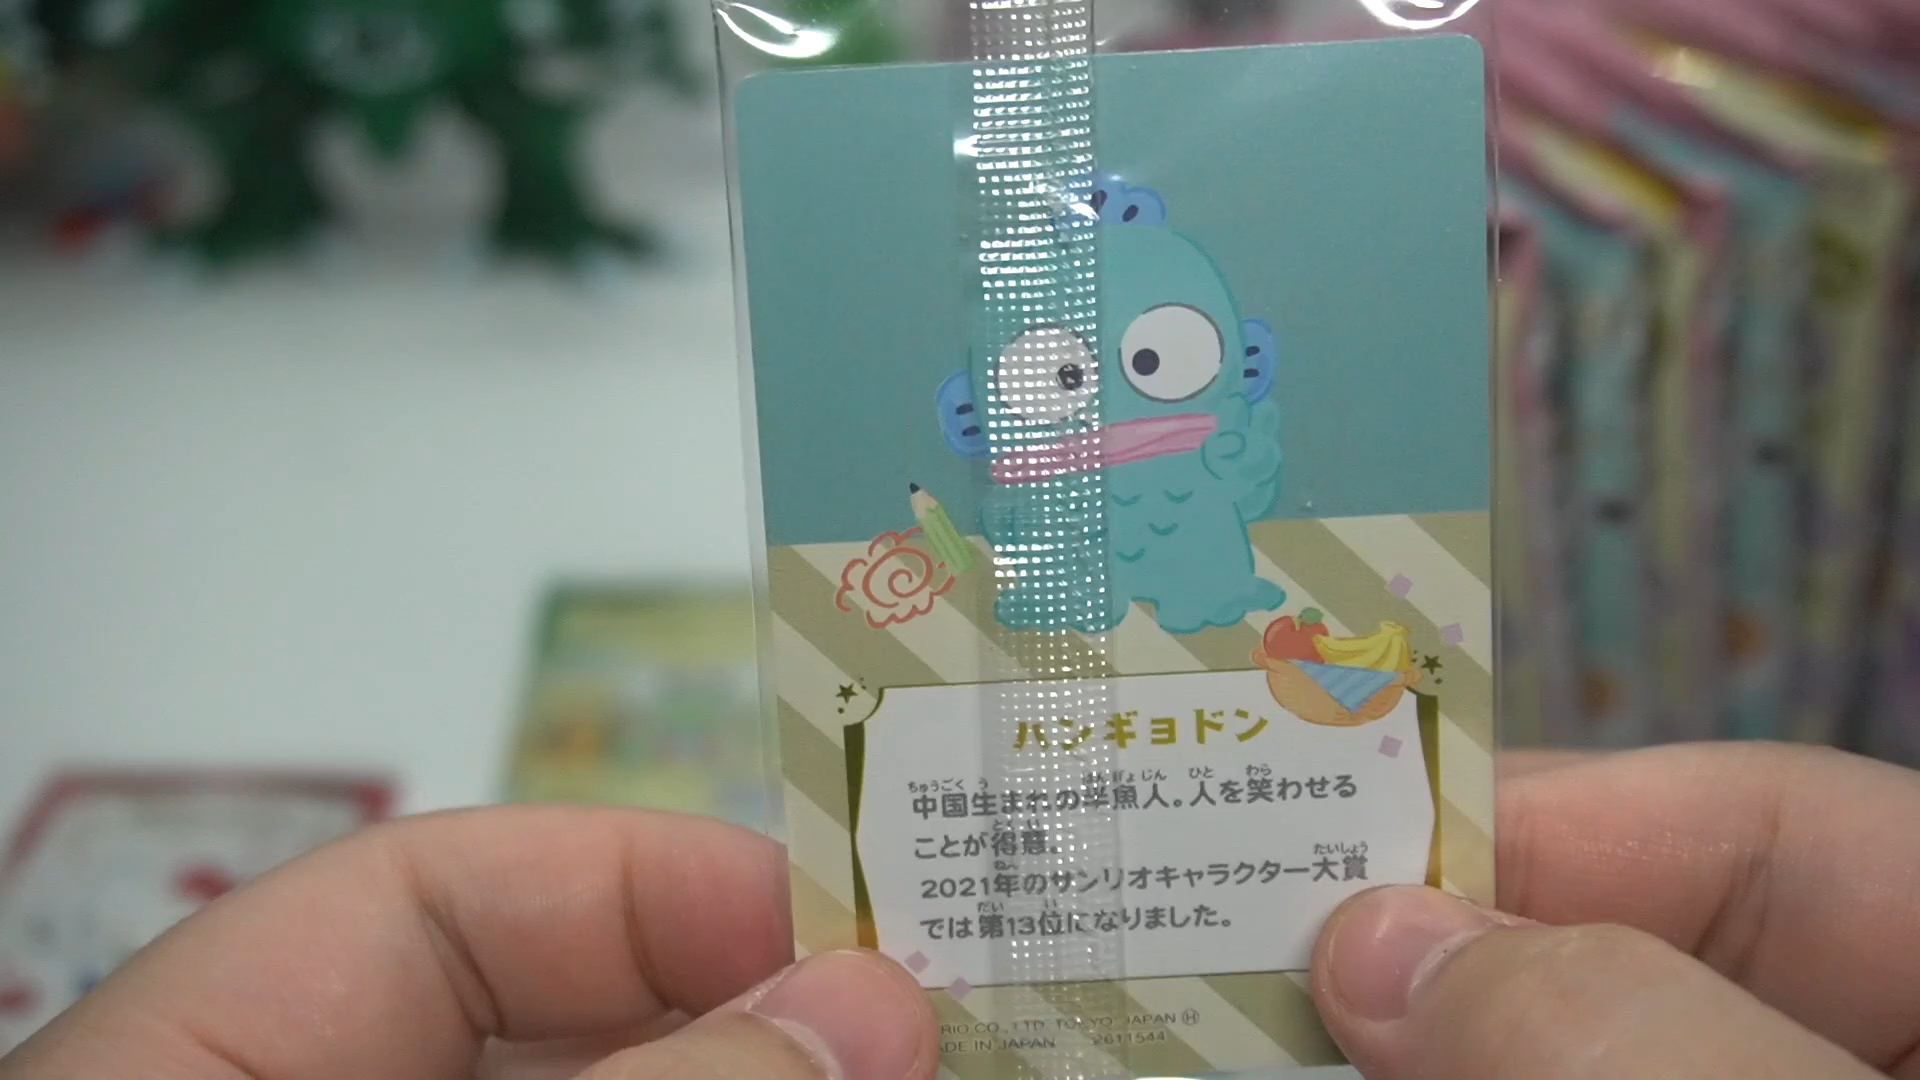 ハンギョドン
中国生まれの半魚人。人を笑わせる
ことが得意。
2021年のサンリオキャラクター大賞
では第13位になりました。
RIO CO., LTD. TOKYO, JAPAN Ⓗ
ADE IN JAPAN 2611544